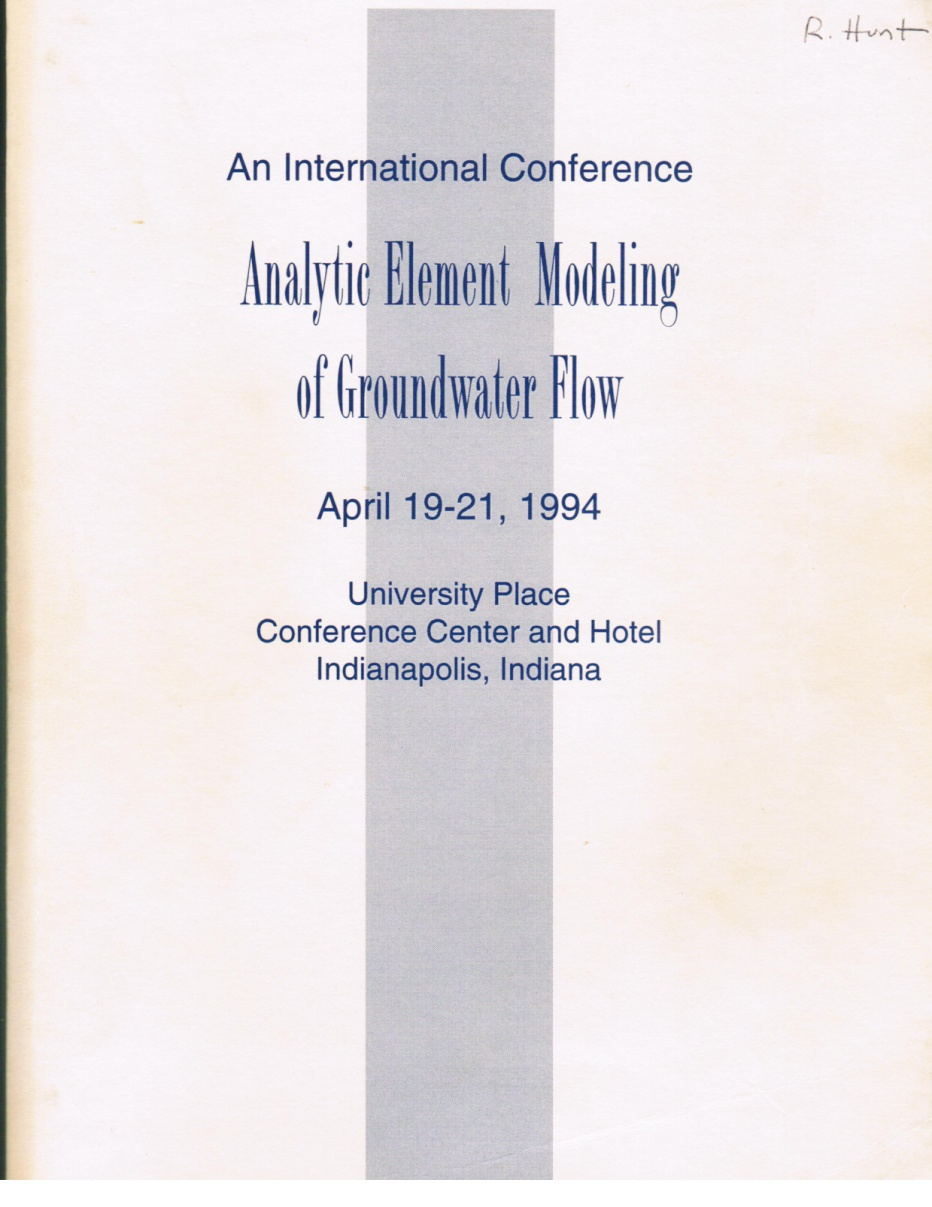 R. Hunt
An International Conference
Analytic Element Modeling
of Groundwater Flow
April 19-21, 1994
University Place
Conference Center and Hotel
Indianapolis, Indiana